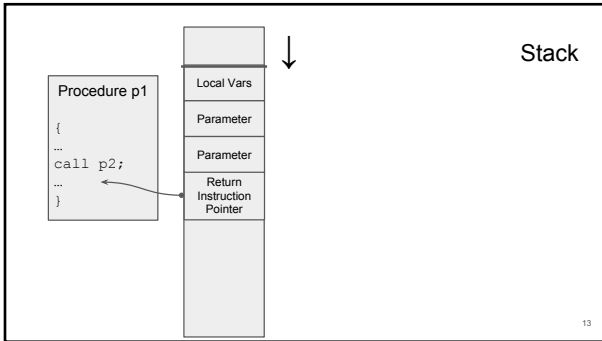 Stack
Procedure p1
{
…
call p2;
…
}
Local Vars
Parameter
Parameter
Return
Instruction
Pointer
13